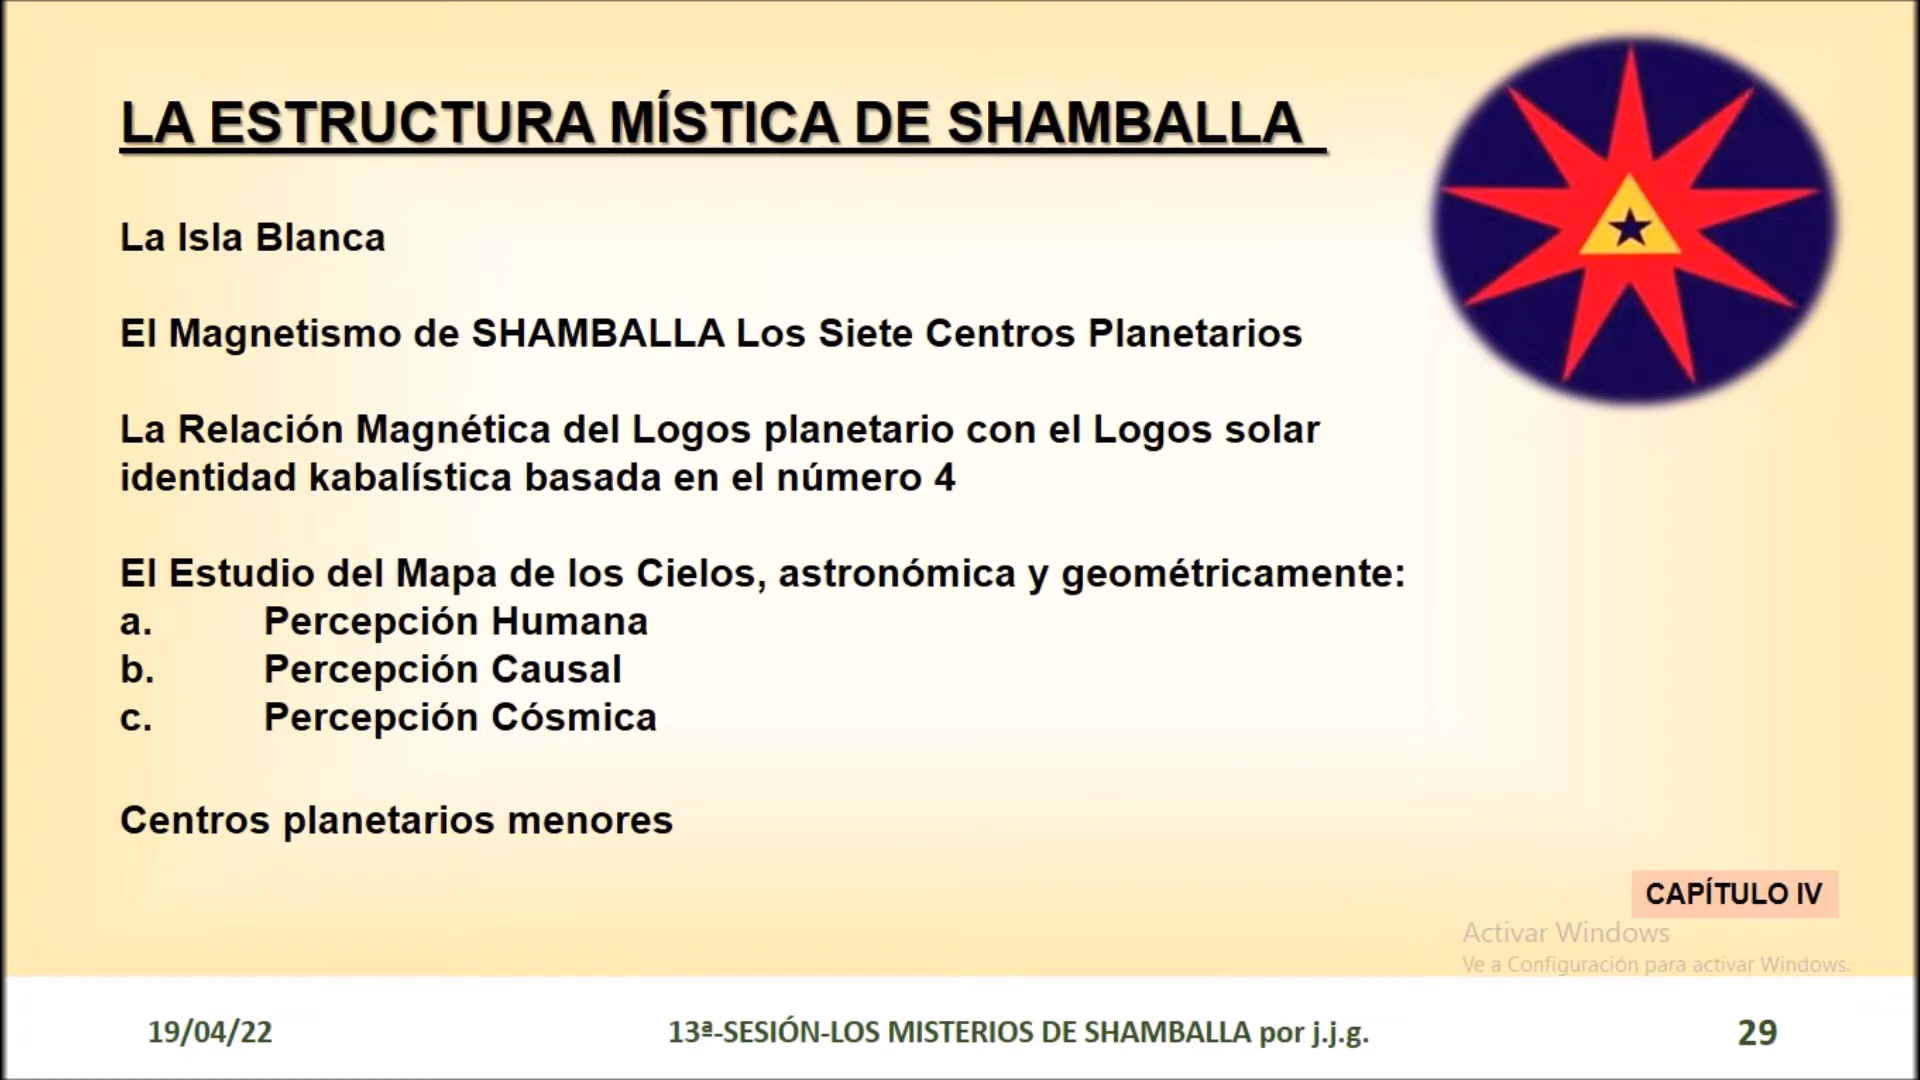 LA ESTRUCTURA MÍSTICA DE SHAMBALLA
La Isla Blanca
El Magnetismo de SHAMBALLA Los Siete Centros Planetarios
La Relación Magnética del Logos planetario con el Logos solar
identidad kabalística basada en el número 4
El Estudio del Mapa de los Cielos, astronómica y geométricamente:
a. Percepción Humana
b. Percepción Causal
c. Percepción Cósmica
Centros planetarios menores
CAPÍTULO IV
Activar Windows
Ve a Configuración para activar Windows.
19/04/22 13ª-SESIÓN-LOS MISTERIOS DE SHAMBALLA por j.j.g. 29